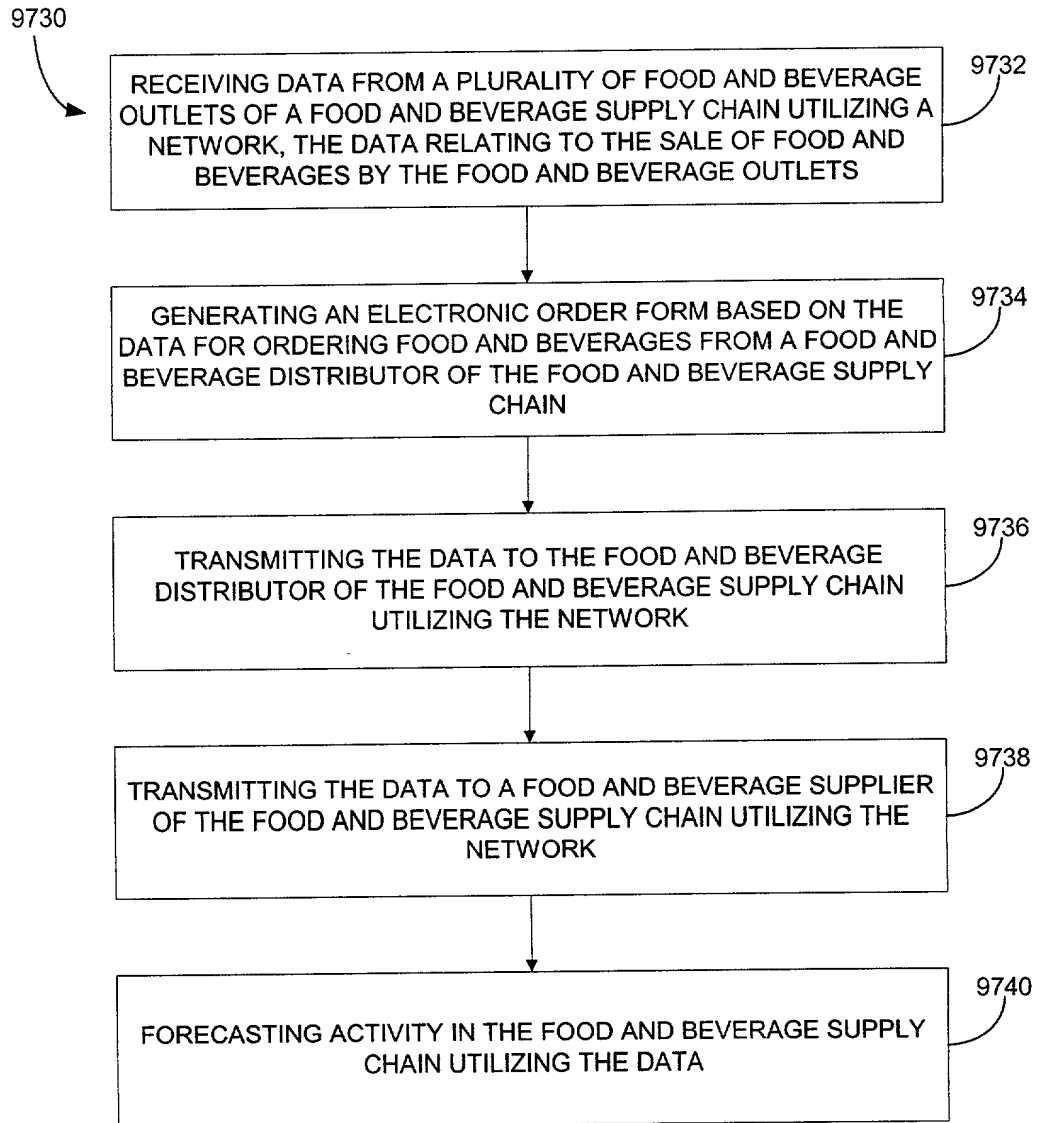 9730
RECEIVING DATA FROM A PLURALITY OF FOOD AND BEVERAGE
OUTLETS OF A FOOD AND BEVERAGE SUPPLY CHAIN UTILIZING A
NETWORK, THE DATA RELATING TO THE SALE OF FOOD AND
BEVERAGES BY THE FOOD AND BEVERAGE OUTLETS
9732
GENERATING AN ELECTRONIC ORDER FORM BASED ON THE
DATA FOR ORDERING FOOD AND BEVERAGES FROM A FOOD AND
BEVERAGE DISTRIBUTOR OF THE FOOD AND BEVERAGE SUPPLY
CHAIN
9734
TRANSMITTING THE DATA TO THE FOOD AND BEVERAGE
DISTRIBUTOR OF THE FOOD AND BEVERAGE SUPPLY CHAIN
UTILIZING THE NETWORK
9736
TRANSMITTING THE DATA TO A FOOD AND BEVERAGE SUPPLIER
OF THE FOOD AND BEVERAGE SUPPLY CHAIN UTILIZING THE
NETWORK
9738
FORECASTING ACTIVITY IN THE FOOD AND BEVERAGE SUPPLY
CHAIN UTILIZING THE DATA
9740